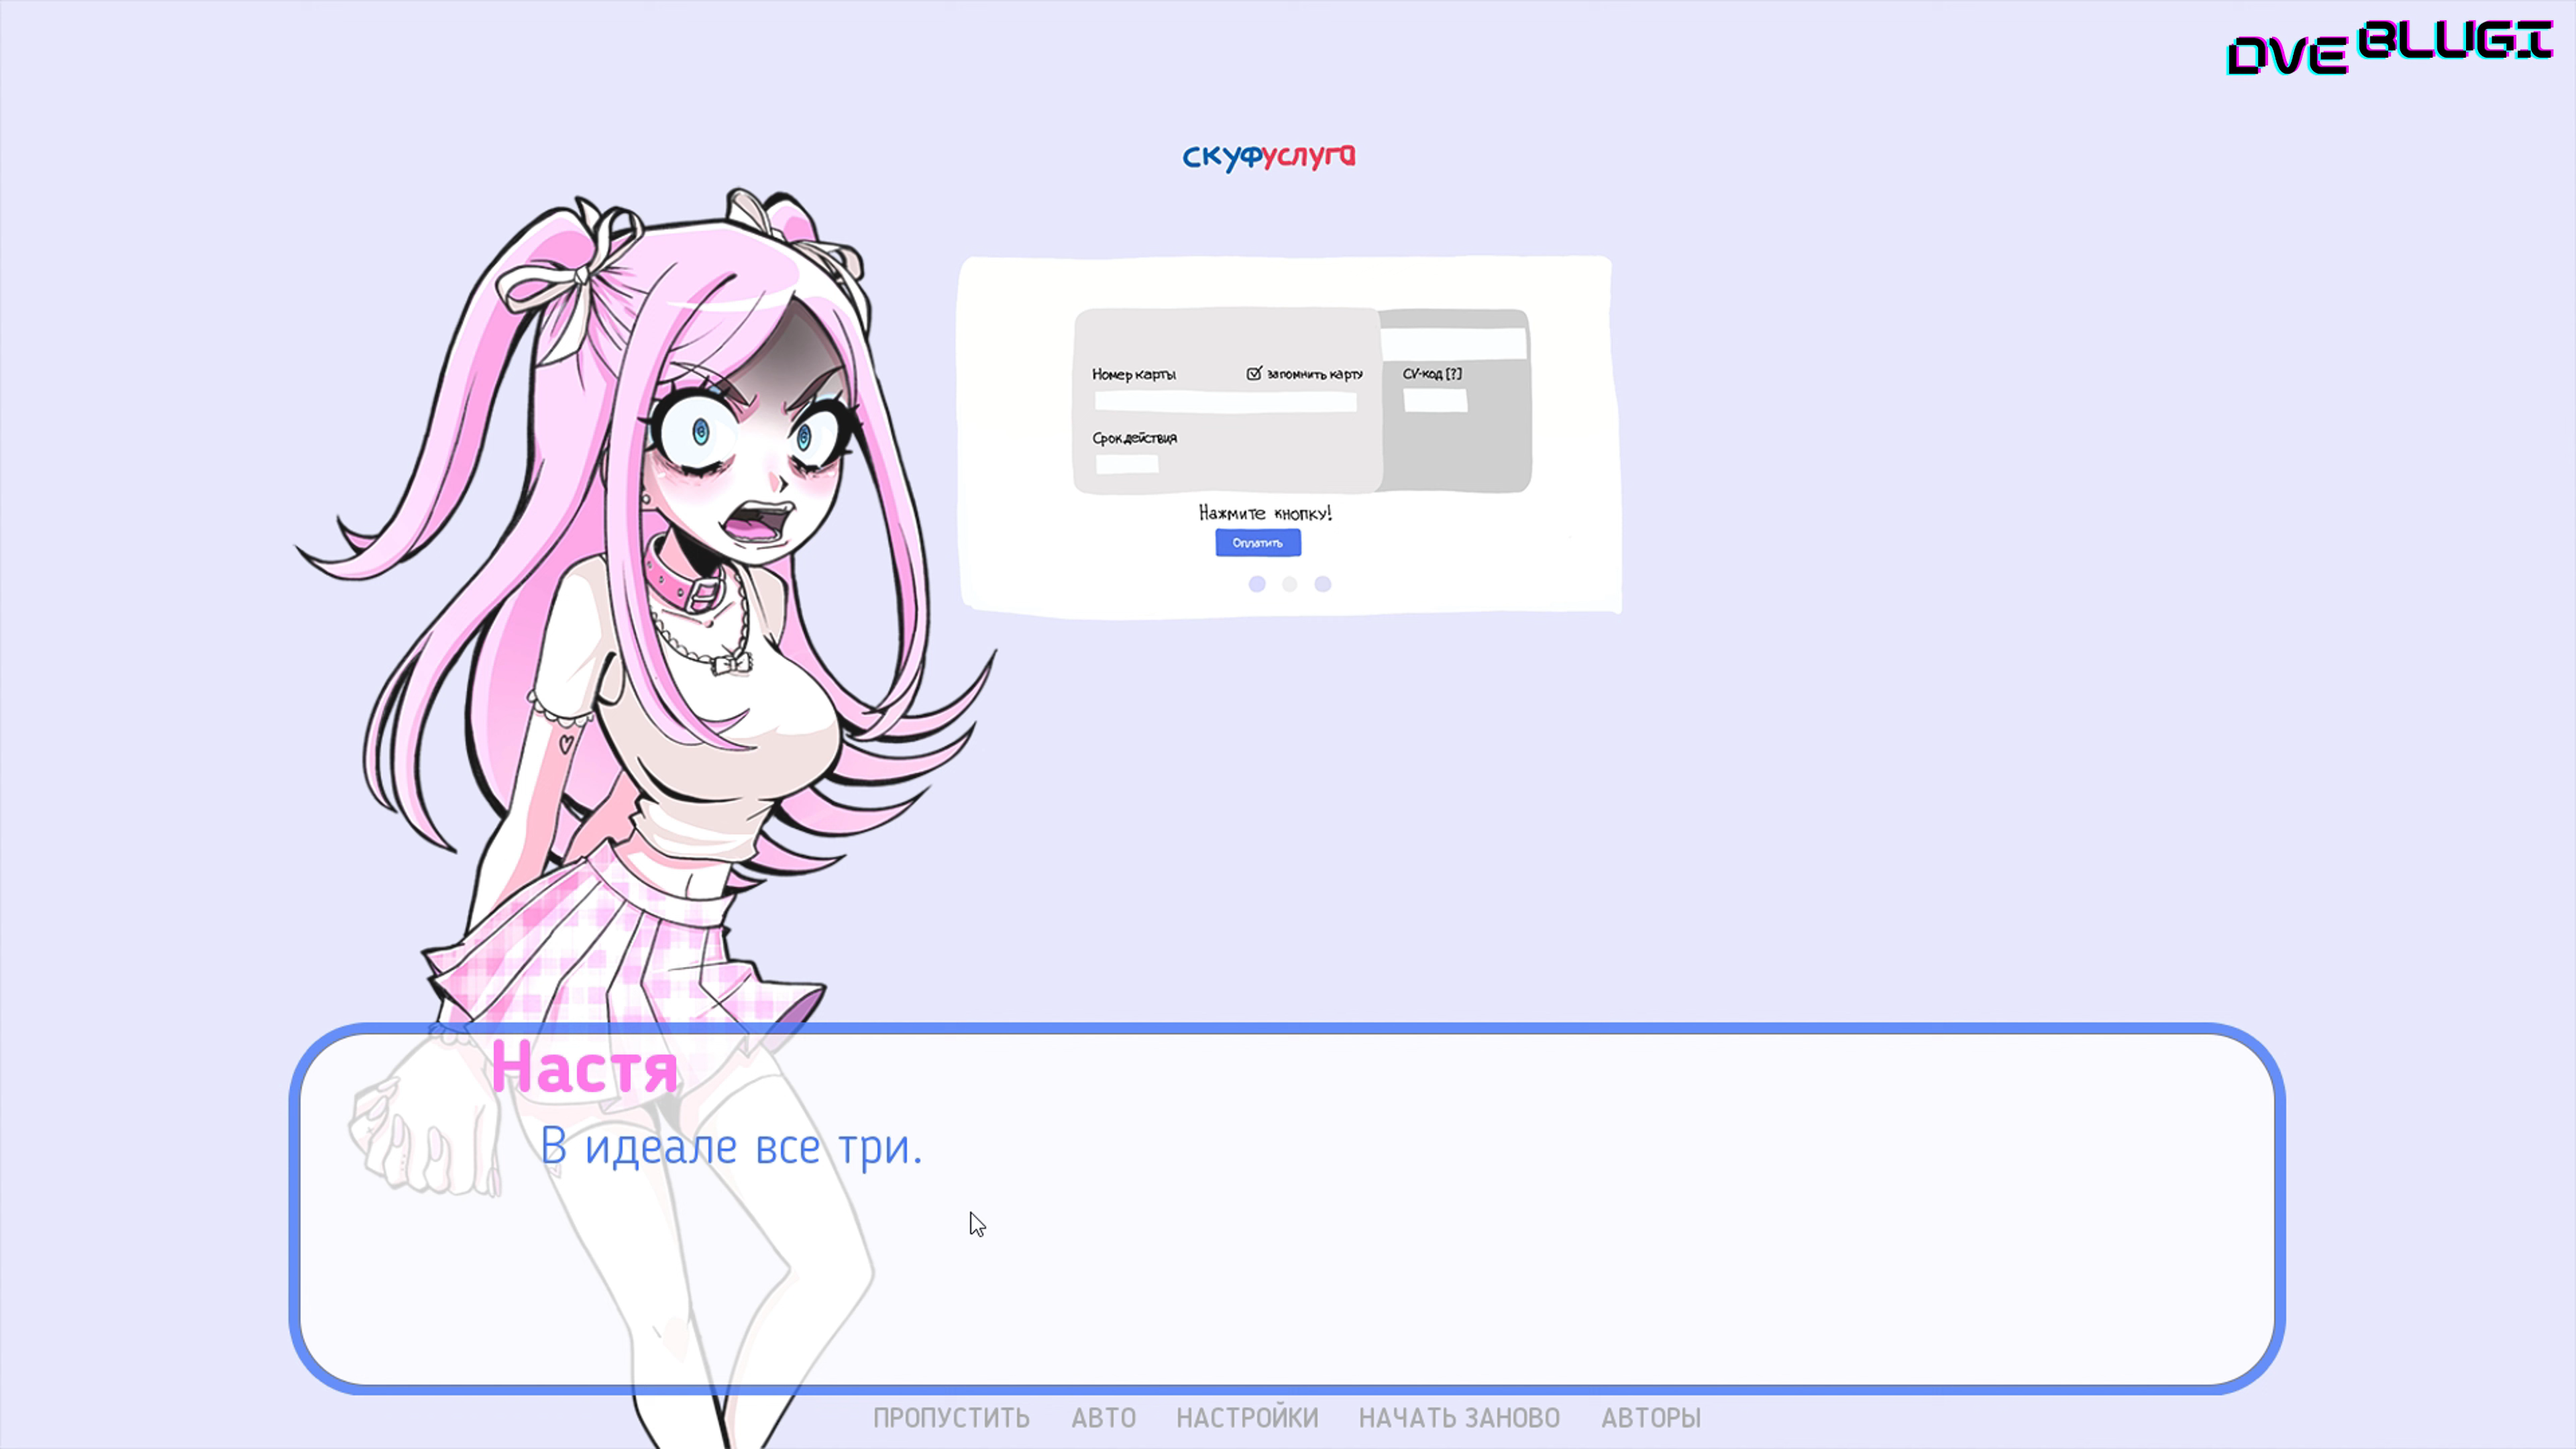 DVE BLUGI
скуфуслуга
Номер карты
запомнить карту
CV-код [?]
Срок действия
Нажмите кнопку!
Оплатить
Настя
В идеале все три.
ПРОПУСТИТЬ АВТО НАСТРОЙКИ НАЧАТЬ ЗАНОВО АВТОРЫ